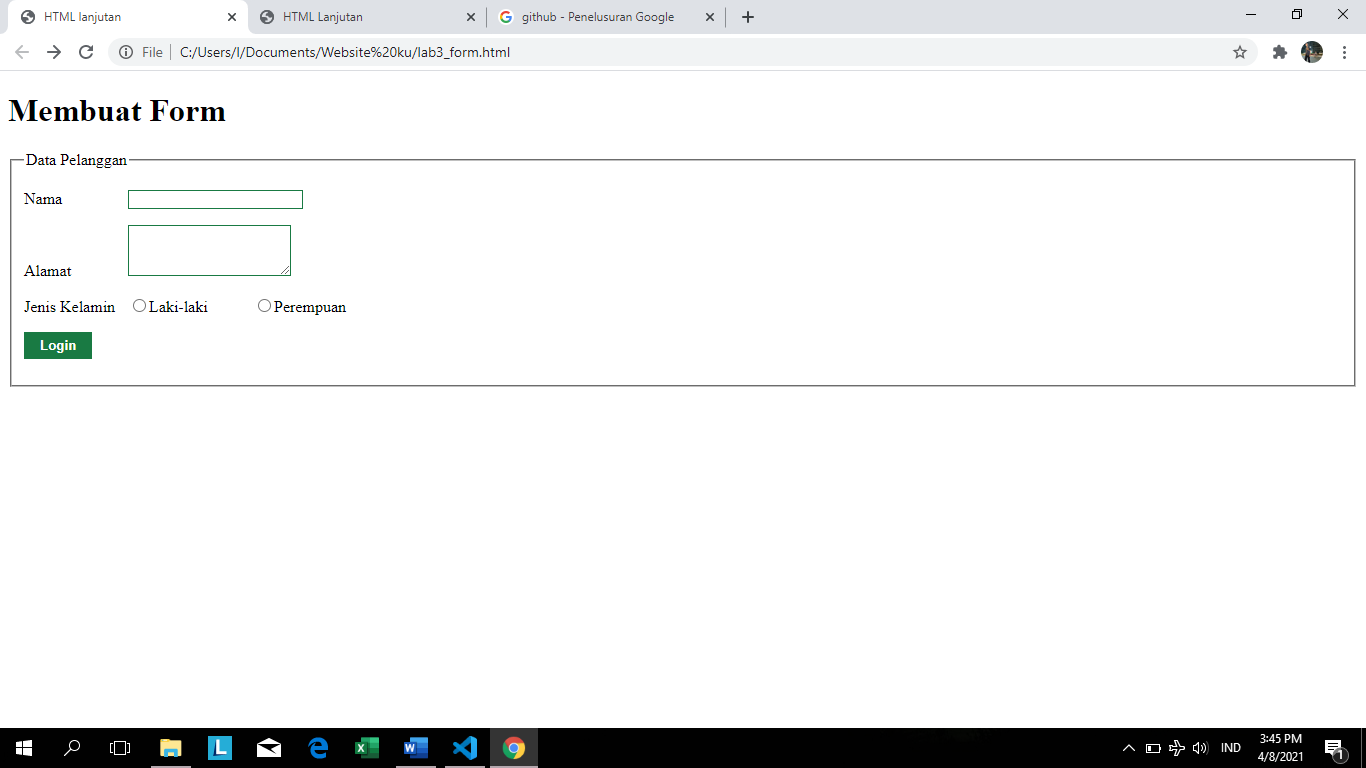 HTML lanjutan
HTML Lanjutan
github - Penelusuran Google
File
C:/Users/I/Documents/Website%20ku/lab3_form.html
Membuat Form
Data Pelanggan
Nama
Alamat
Jenis Kelamin Laki-laki Perempuan
Login
L
IND
3:45 PM
4/8/2021
1